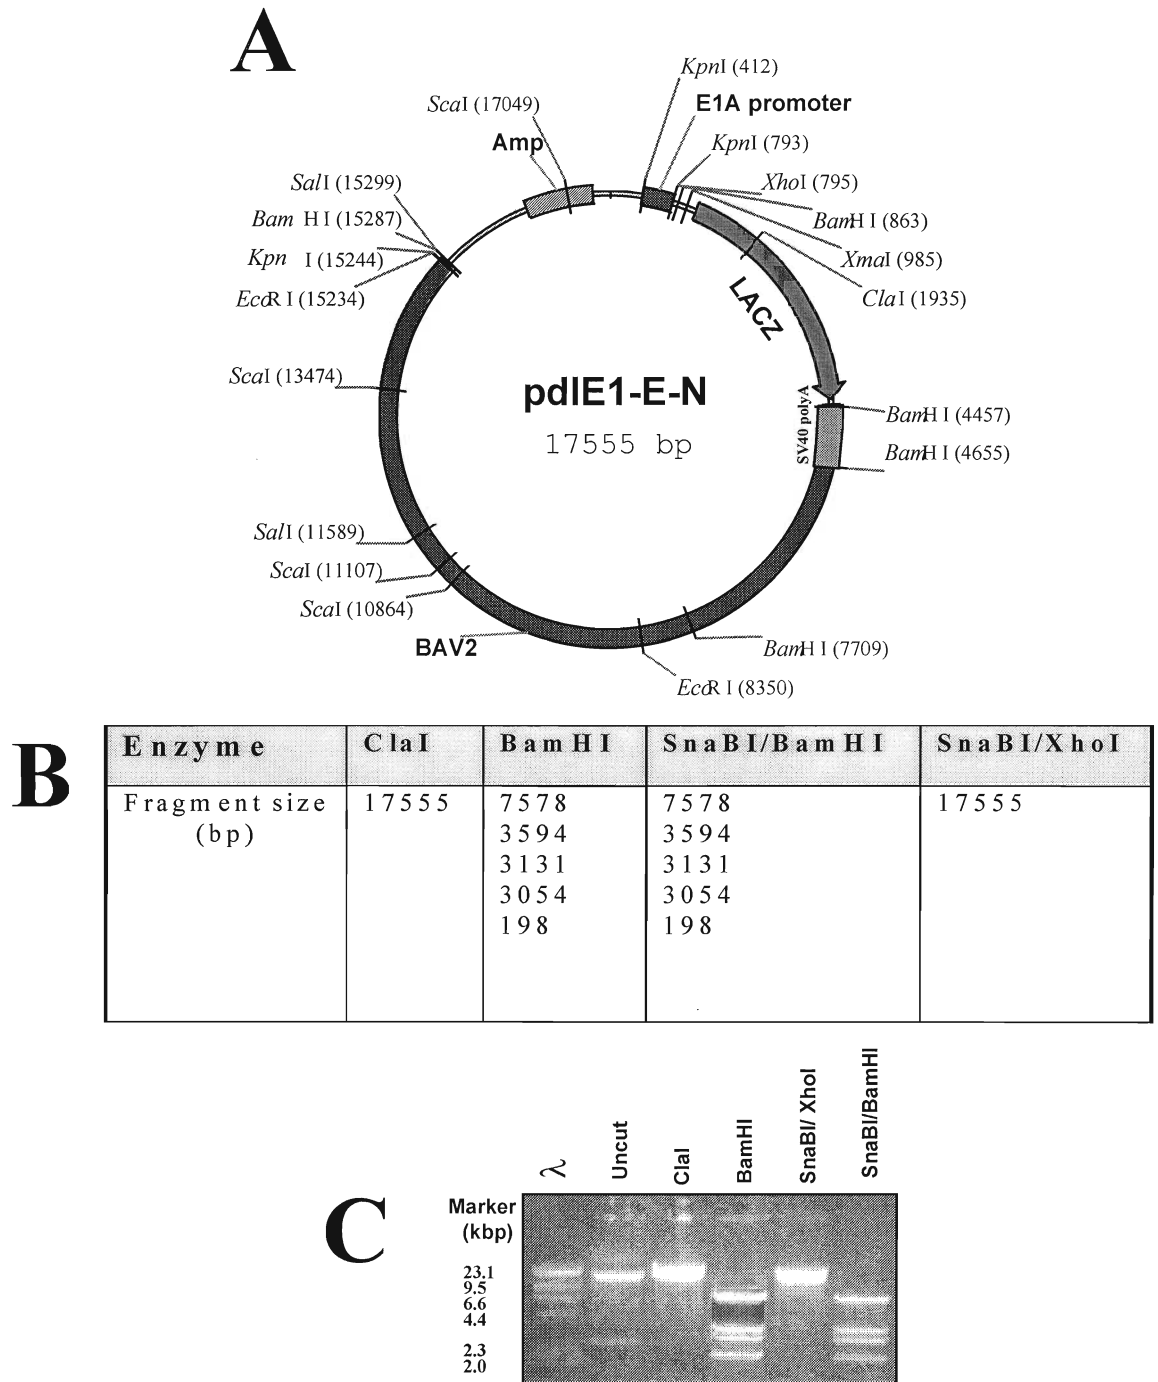 A
KpnI (412)
E1A promoter
ScaI (17049)
Amp
KpnI (793)
SalI (15299)
XhoI (795)
Bam HI (15287)
BamHI (863)
Kpn I (15244)
XmaI (985)
EcoRI (15234)
ClaI (1935)
LACZ
ScaI (13474)
pdlE1-E-N
17555 bp
SV40 polyA
BamHI (4457)
BamHI (4655)
SalI (11589)
ScaI (11107)
ScaI (10864)
BAV2
BamHI (7709)
EcoRI (8350)
B
Enzyme ClaI BamHI SnaBI/BamHI SnaBI/XhoI
Fragment size 17555 7578 7578 17555
(bp) 3594 3594
3131 3131
3054 3054
198 198
C
λ Uncut ClaI BamHI SnaBI/ XhoI SnaBI/BamHI
Marker
(kbp)
23.1
9.5
6.6
4.4
2.3
2.0